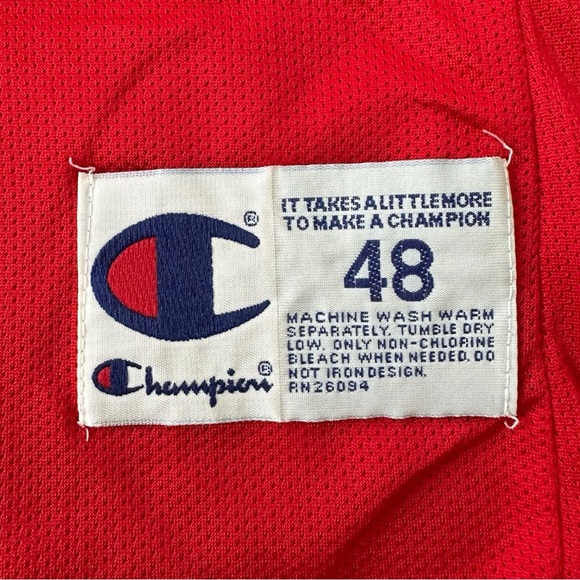 Champion
IT TAKES A LITTLE MORE
TO MAKE A CHAMPION
48
MACHINE WASH WARM
SEPARATELY. TUMBLE DRY
LOW. ONLY NON-CHLORINE
BLEACH WHEN NEEDED. DO
NOT IRON DESIGN.
RN26094